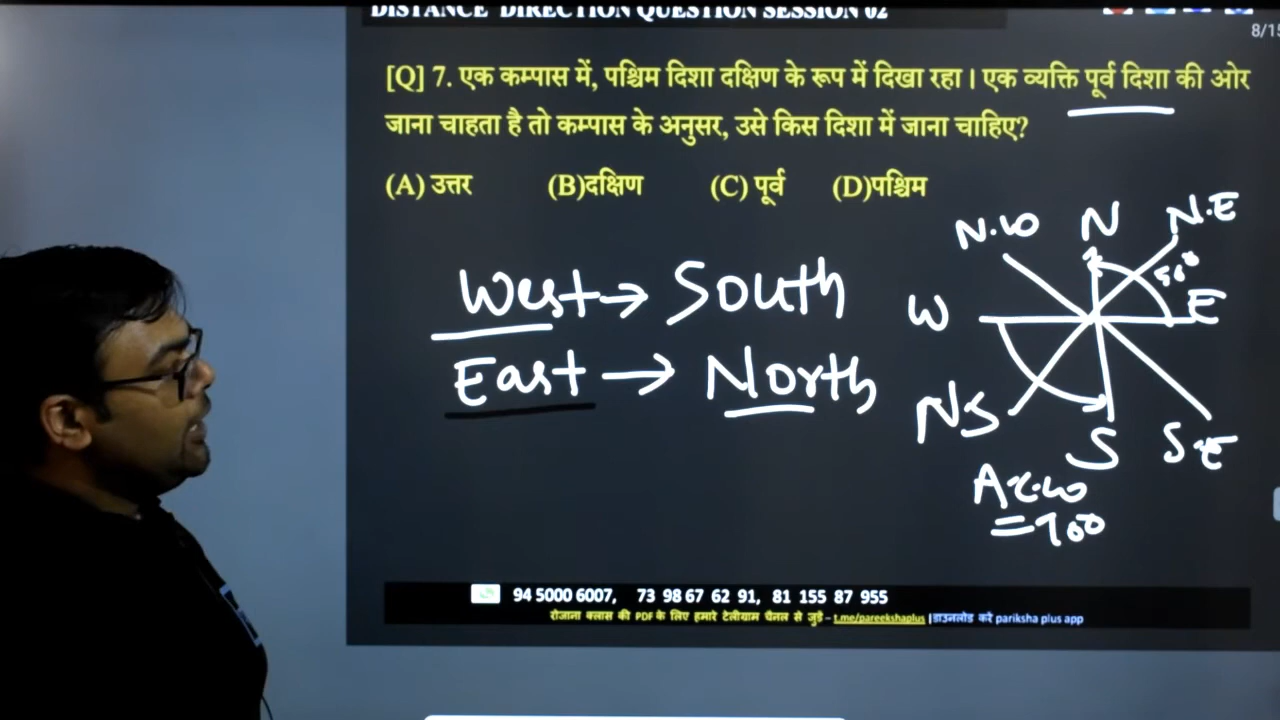 DISTANCE DIRECTION QUESTION SESSION 02
8/15
[Q] 7. एक कम्पास में, पश्चिम दिशा दक्षिण के रूप में दिखा रहा । एक व्यक्ति पूर्व दिशा की ओर
जाना चाहता है तो कम्पास के अनुसर, उसे किस दिशा में जाना चाहिए?
(A) उत्तर (B)दक्षिण (C) पूर्व (D)पश्चिम
N.W N N.E
West → South
W E
East → North
NS S S.E
A.C.W
94 5000 6007, 73 98 67 62 91, 81 155 87 955
रोजाना क्लास की PDF के लिए हमारे टेलीग्राम चैनल से जुड़े – t.me/pareekshaplus |डाउनलोड करे pariksha plus app